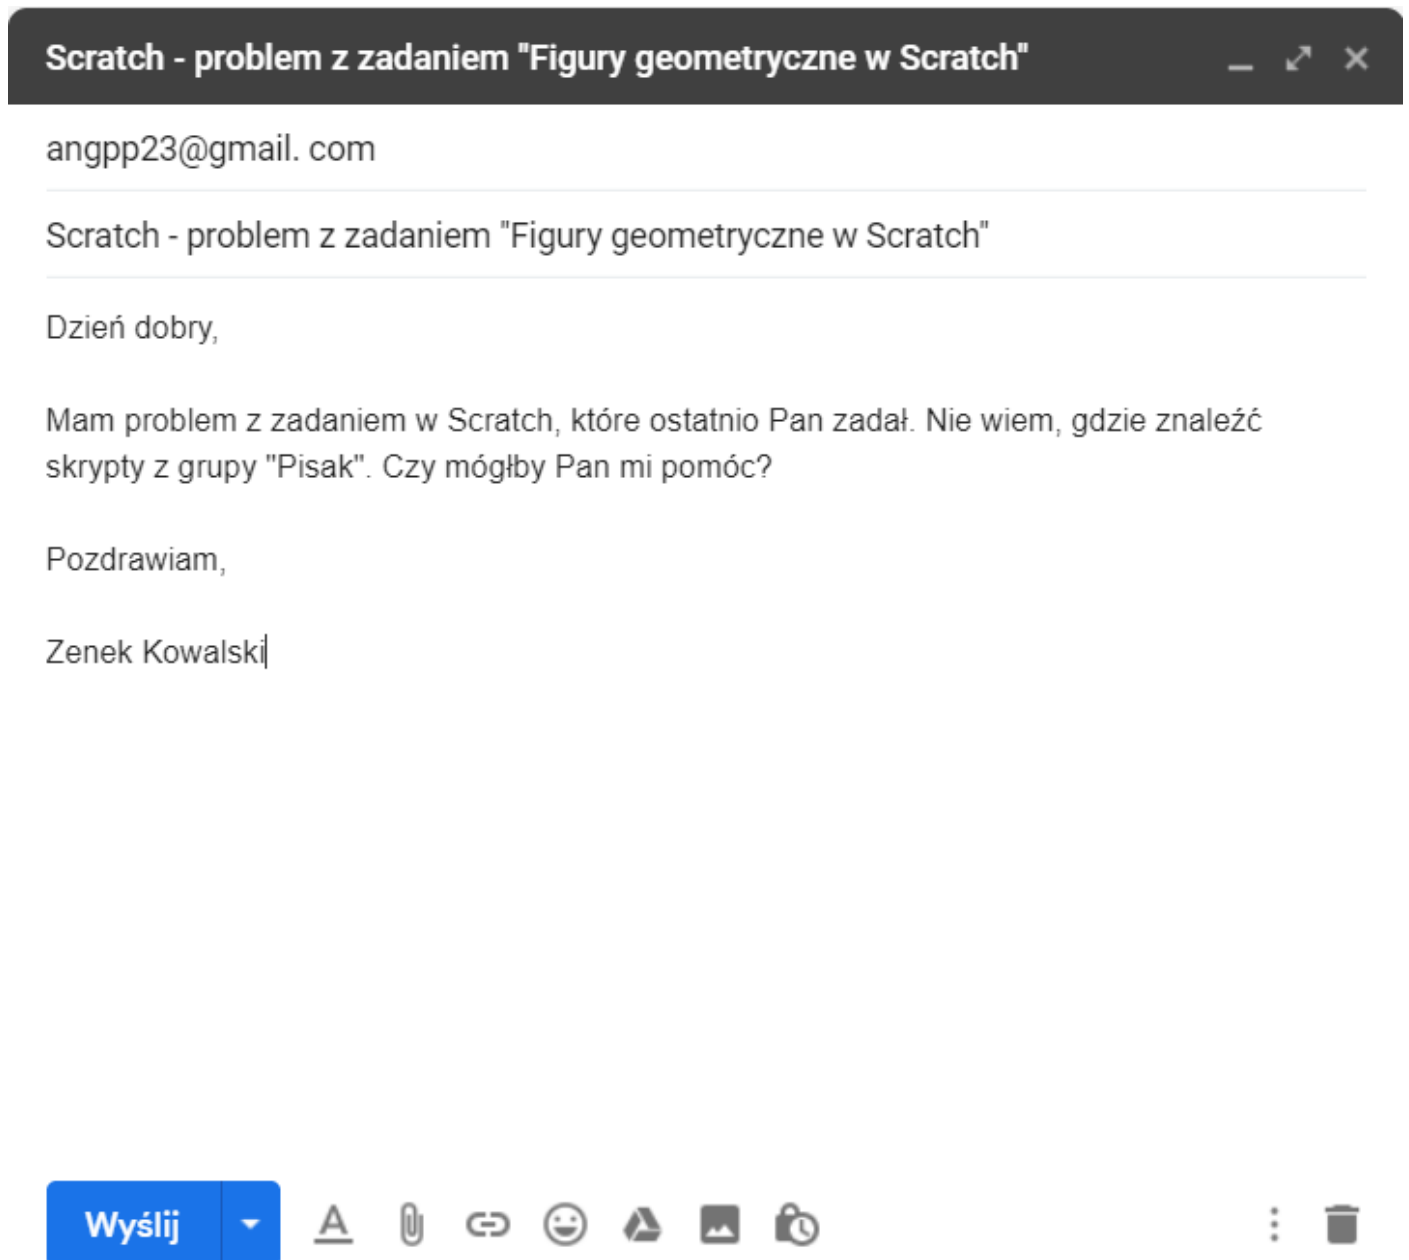 Scratch - problem z zadaniem "Figury geometryczne w Scratch"
angpp23@gmail. com
Scratch - problem z zadaniem "Figury geometryczne w Scratch"
Dzień dobry,
Mam problem z zadaniem w Scratch, które ostatnio Pan zadał. Nie wiem, gdzie znaleźć
skrypty z grupy "Pisak". Czy mógłby Pan mi pomóc?
Pozdrawiam,
Zenek Kowalski
Wyślij